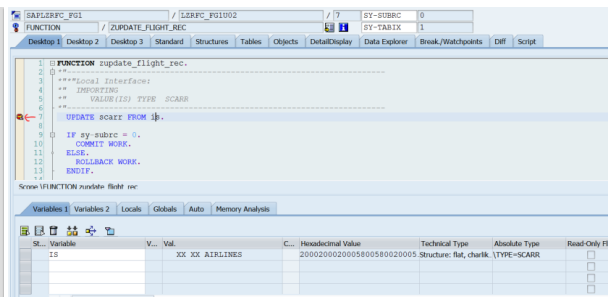 SAPLZRFC_FG1 / LZRFC_FG1U02 / 7 SY-SUBRC 0
FUNCTION / ZUPDATE_FLIGHT_REC SY-TABIX 1
Desktop 1 Desktop 2 Desktop 3 Standard Structures Tables Objects DetailDisplay Data Explorer Break./Watchpoints Diff Script
1 FUNCTION zupdate_flight_rec.
2 *"----------------------------------------------------------------------
3 *"*"Local Interface:
4 *" IMPORTING
5 *" VALUE(IS) TYPE SCARR
6 *"----------------------------------------------------------------------
7 UPDATE scarr FROM is.
8
9 IF sy-subrc = 0.
10 COMMIT WORK.
11 ELSE.
12 ROLLBACK WORK.
13 ENDIF.
14
Scope \FUNCTION zupdate_flight_rec
Variables 1 Variables 2 Locals Globals Auto Memory Analysis
St... Variable V... Val. C... Hexadecimal Value Technical Type Absolute Type Read-Only Fl
IS XX XX AIRLINES Structure: flat, charlik \TYPE=SCARR